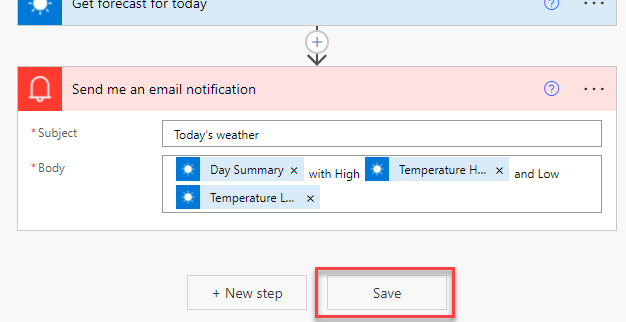 Get forecast for today
Send me an email notification
*Subject
Today's weather
*Body
Day Summary × with High Temperature H... × and Low
Temperature L... ×
+ New step
Save